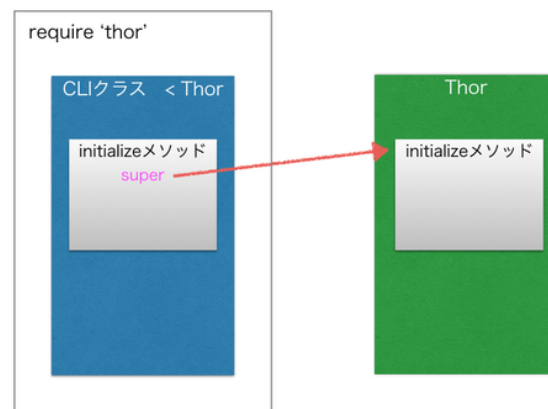 require ‘thor’
CLIクラス < Thor
initializeメソッド
super
Thor
initializeメソッド